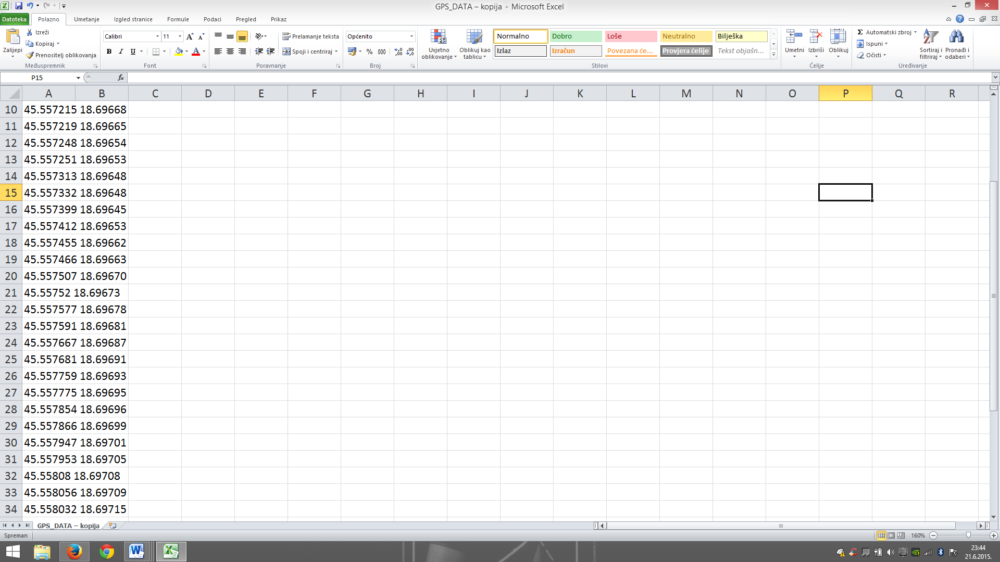 GPS_DATA – kopija - Microsoft Excel
Datoteka Polazno Umetanje Izgled stranice Formule Podaci Pregled Prikaz
Zalijepi
Izreži
Kopiraj
Prenositelj oblikovanja
Međuspremnik
Calibri 11
B I U
Font
Prelamanje teksta
Spoji i centriraj
Poravnanje
Općenito
% 000
Broj
Uvjetno oblikovanje
Oblikuj kao tablicu
Normalno Dobro Loše Neutralno Bilješka
Izlaz Izračun Povezana će... Provjera ćelije Tekst objašn...
Stilovi
Umetni Izbriši Oblikuj
Ćelije
Σ Automatski zbroj
Ispuni
Očisti
Sortiraj i filtriraj
Pronađi i odaberi
Uređivanje
P15 fx
A B C D E F G H I J K L M N O P Q R
10 45.557215 18.69668
11 45.557219 18.69665
12 45.557248 18.69654
13 45.557251 18.69653
14 45.557313 18.69648
15 45.557332 18.69648
16 45.557399 18.69645
17 45.557412 18.69653
18 45.557455 18.69662
19 45.557466 18.69663
20 45.557507 18.69670
21 45.55752 18.69673
22 45.557577 18.69678
23 45.557591 18.69681
24 45.557667 18.69687
25 45.557681 18.69691
26 45.557759 18.69693
27 45.557775 18.69695
28 45.557854 18.69696
29 45.557866 18.69699
30 45.557947 18.69701
31 45.557953 18.69705
32 45.55808 18.69708
33 45.558056 18.69709
34 45.558032 18.69715
GPS_DATA – kopija
Spreman 160%
23:44
21.6.2015.